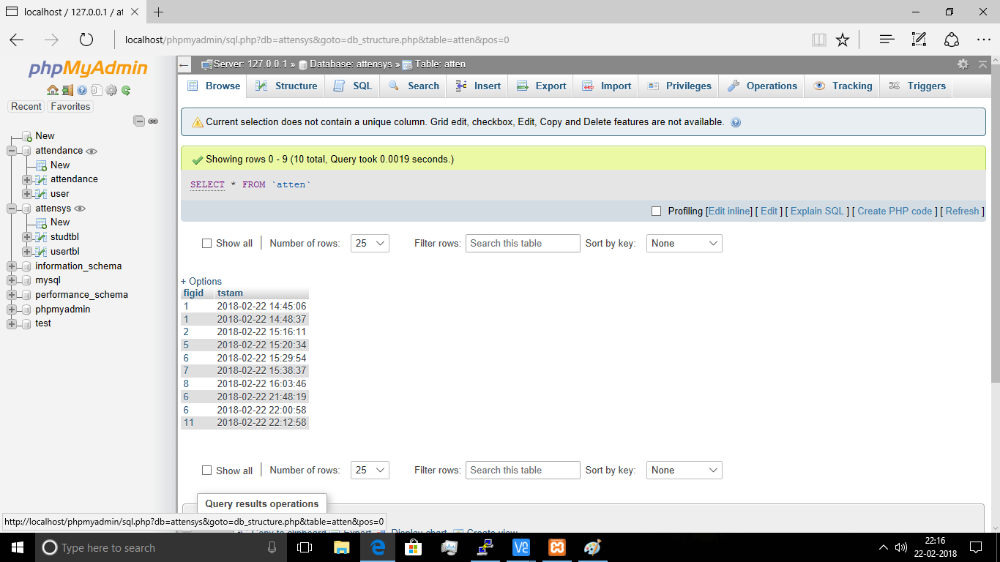 localhost / 127.0.0.1 / at
localhost/phpmyadmin/sql.php?db=attensys&goto=db_structure.php&table=atten&pos=0
phpMyAdmin
Recent Favorites
New
attendance
New
attendance
user
attensys
New
studtbl
usertbl
information_schema
mysql
performance_schema
phpmyadmin
test
Server: 127.0.0.1 » Database: attensys » Table: atten
Browse Structure SQL Search Insert Export Import Privileges Operations Tracking Triggers
Current selection does not contain a unique column. Grid edit, checkbox, Edit, Copy and Delete features are not available.
Showing rows 0 - 9 (10 total, Query took 0.0019 seconds.)
SELECT * FROM `atten`
Profiling [Edit inline] [ Edit ] [ Explain SQL ] [ Create PHP code ] [ Refresh ]
Show all | Number of rows: 25 Filter rows: Search this table Sort by key: None
+ Options
figid tstam
1 2018-02-22 14:45:06
1 2018-02-22 14:48:37
2 2018-02-22 15:16:11
5 2018-02-22 15:20:34
6 2018-02-22 15:29:54
7 2018-02-22 15:38:37
8 2018-02-22 16:03:46
6 2018-02-22 21:48:19
6 2018-02-22 22:00:58
11 2018-02-22 22:12:58
Show all | Number of rows: 25 Filter rows: Search this table Sort by key: None
Query results operations
http://localhost/phpmyadmin/sql.php?db=attensys&goto=db_structure.php&table=atten&pos=0
Copy to clipboard Export Display chart Create view
Type here to search
22:16
22-02-2018